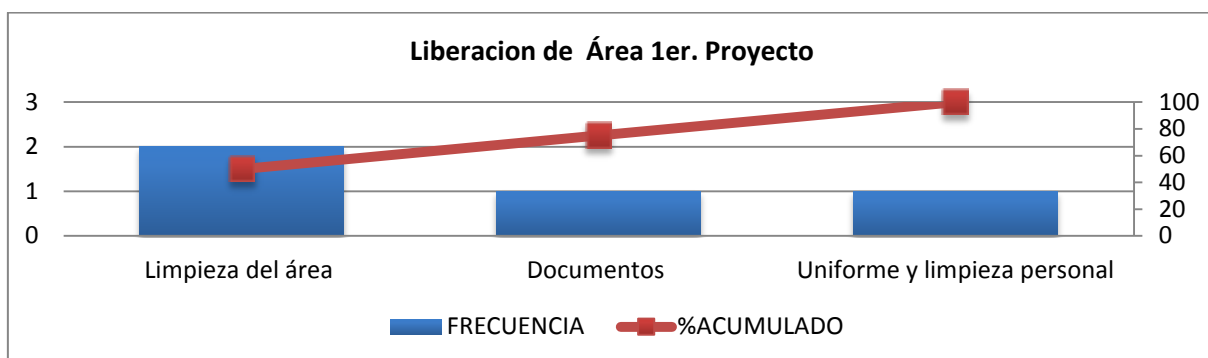 Liberacion de Área 1er. Proyecto
3 100
80
2 60
1 40
20
0 0
Limpieza del área Documentos Uniforme y limpieza personal
FRECUENCIA %ACUMULADO